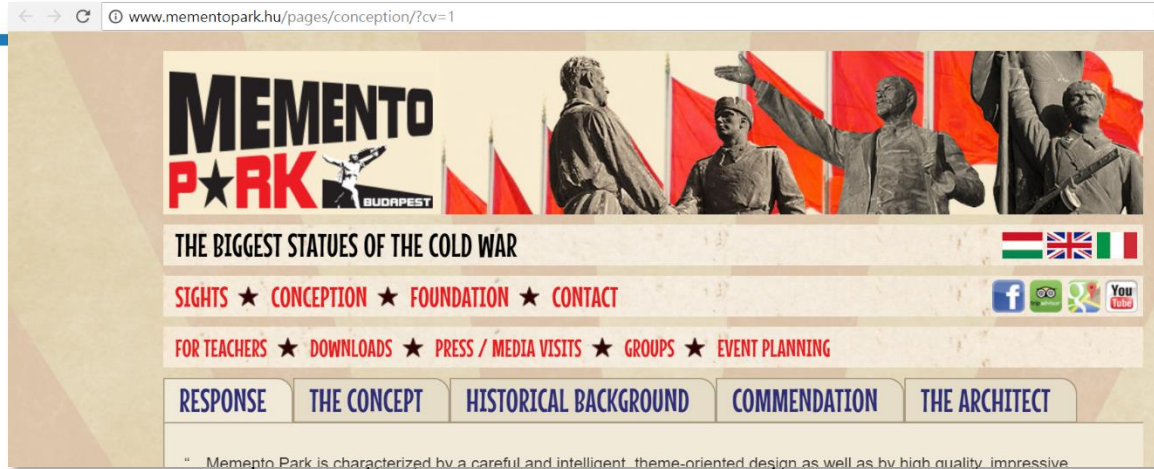 www.mementopark.hu/pages/conception/?cv=1
MEMENTO
P★RK
BUDAPEST
THE BIGGEST STATUES OF THE COLD WAR
SIGHTS ★ CONCEPTION ★ FOUNDATION ★ CONTACT
f tripadvisor g You Tube
FOR TEACHERS ★ DOWNLOADS ★ PRESS / MEDIA VISITS ★ GROUPS ★ EVENT PLANNING
RESPONSE THE CONCEPT HISTORICAL BACKGROUND COMMENDATION THE ARCHITECT
“ Memento Park is characterized by a careful and intelligent, theme-oriented design as well as by high quality, impressive